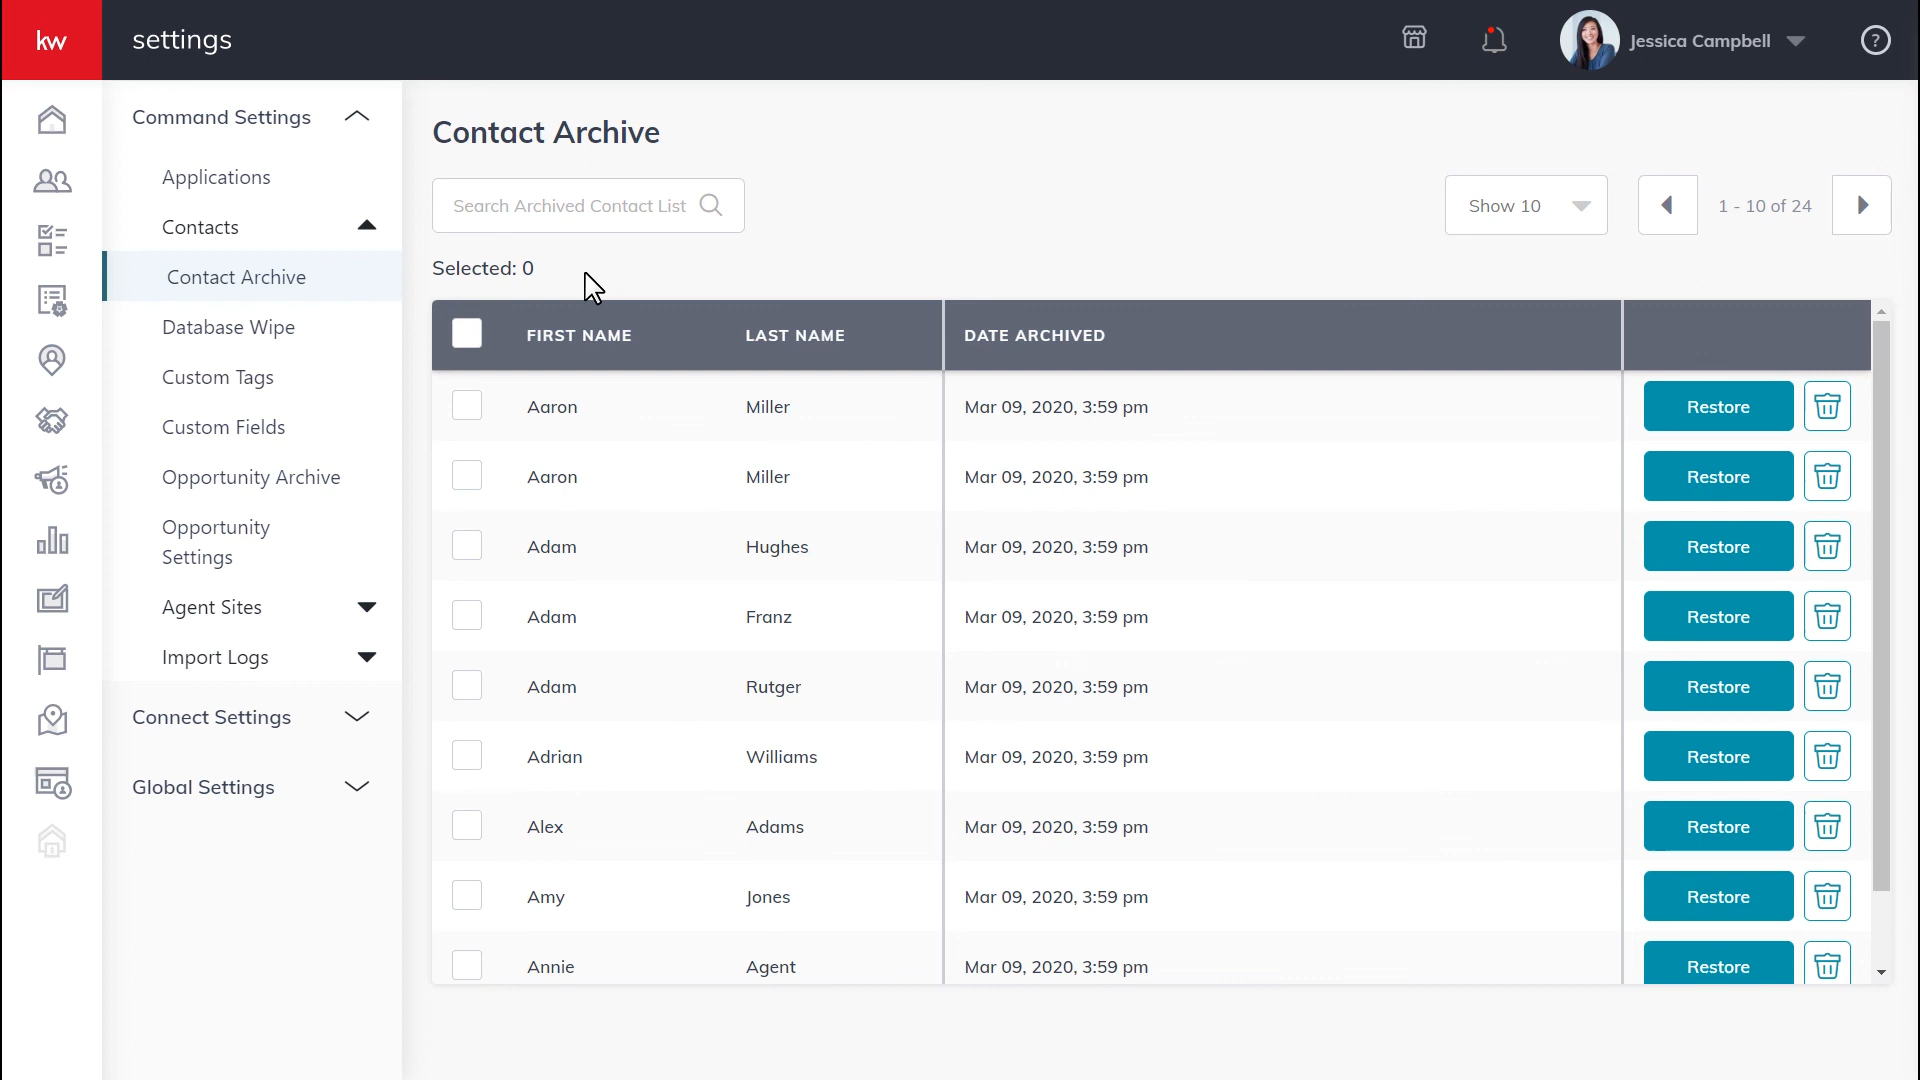 kw
settings
Jessica Campbell
?
Command Settings
Applications
Contacts
Contact Archive
Database Wipe
Custom Tags
Custom Fields
Opportunity Archive
Opportunity
Settings
Agent Sites
Import Logs
Connect Settings
Global Settings
Contact Archive
Search Archived Contact List
Show 10
1 - 10 of 24
Selected: 0
FIRST NAME LAST NAME DATE ARCHIVED
Aaron Miller Mar 09, 2020, 3:59 pm Restore
Aaron Miller Mar 09, 2020, 3:59 pm Restore
Adam Hughes Mar 09, 2020, 3:59 pm Restore
Adam Franz Mar 09, 2020, 3:59 pm Restore
Adam Rutger Mar 09, 2020, 3:59 pm Restore
Adrian Williams Mar 09, 2020, 3:59 pm Restore
Alex Adams Mar 09, 2020, 3:59 pm Restore
Amy Jones Mar 09, 2020, 3:59 pm Restore
Annie Agent Mar 09, 2020, 3:59 pm Restore